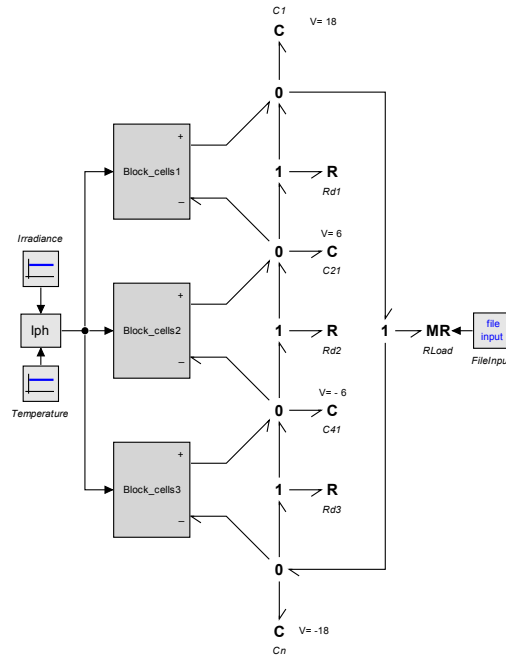 C1
C V= 18
0
+
Block_cells1
1 R
Rd1
–
V= 6
Irradiance
0 C
C21
+
Iph
Block_cells2
1 R
Rd2
1 MR
RLoad
file
input
FileInput
–
V= - 6
Temperature
0 C
C41
+
Block_cells3
1 R
Rd3
–
0
C V= -18
Cn